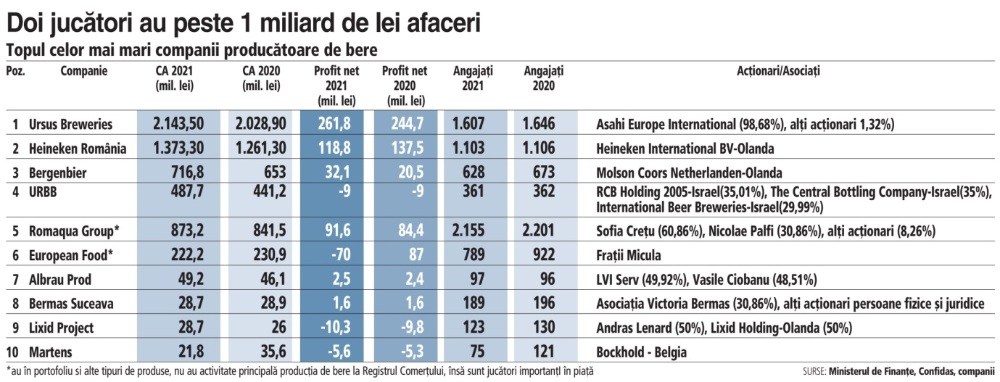 Doi jucători au peste 1 miliard de lei afaceri
Topul celor mai mari companii producătoare de bere
Poz. Companie CA 2021 (mil. lei) CA 2020 (mil. lei) Profit net 2021 (mil. lei) Profit net 2020 (mil. lei) Angajați 2021 Angajați 2020 Acționari/Asociați
1 Ursus Breweries 2.143,50 2.028,90 261,8 244,7 1.607 1.646 Asahi Europe International (98,68%), alți acționari 1,32%)
2 Heineken România 1.373,30 1.261,30 118,8 137,5 1.103 1.106 Heineken International BV-Olanda
3 Bergenbier 716,8 653 32,1 20,5 628 673 Molson Coors Netherlanden-Olanda
4 URBB 487,7 441,2 -9 -9 361 362 RCB Holding 2005-Israel(35,01%), The Central Bottling Company-Israel(35%),
International Beer Breweries-Israel(29,99%)
5 Romaqua Group* 873,2 841,5 91,6 84,4 2.155 2.201 Sofia Crețu (60,86%), Nicolae Palfi (30,86%), alți acționari (8,26%)
6 European Food* 222,2 230,9 -70 87 789 922 Frații Micula
7 Albrau Prod 49,2 46,1 2,5 2,4 97 96 LVI Serv (49,92%), Vasile Ciobanu (48,51%)
8 Bermas Suceava 28,7 28,9 1,6 1,6 189 196 Asociația Victoria Bermas (30,86%), alți acționari persoane fizice și juridice
9 Lixid Project 28,7 26 -10,3 -9,8 123 130 Andras Lenard (50%), Lixid Holding-Olanda (50%)
10 Martens 21,8 35,6 -5,6 -5,3 75 121 Bockhold - Belgia
*au în portofoliu si alte tipuri de produse, nu au activitate principală producția de bere la Registrul Comerțului, însă sunt jucători importanțI în piață
SURSE: Ministerul de Finanțe, Confidas, companii